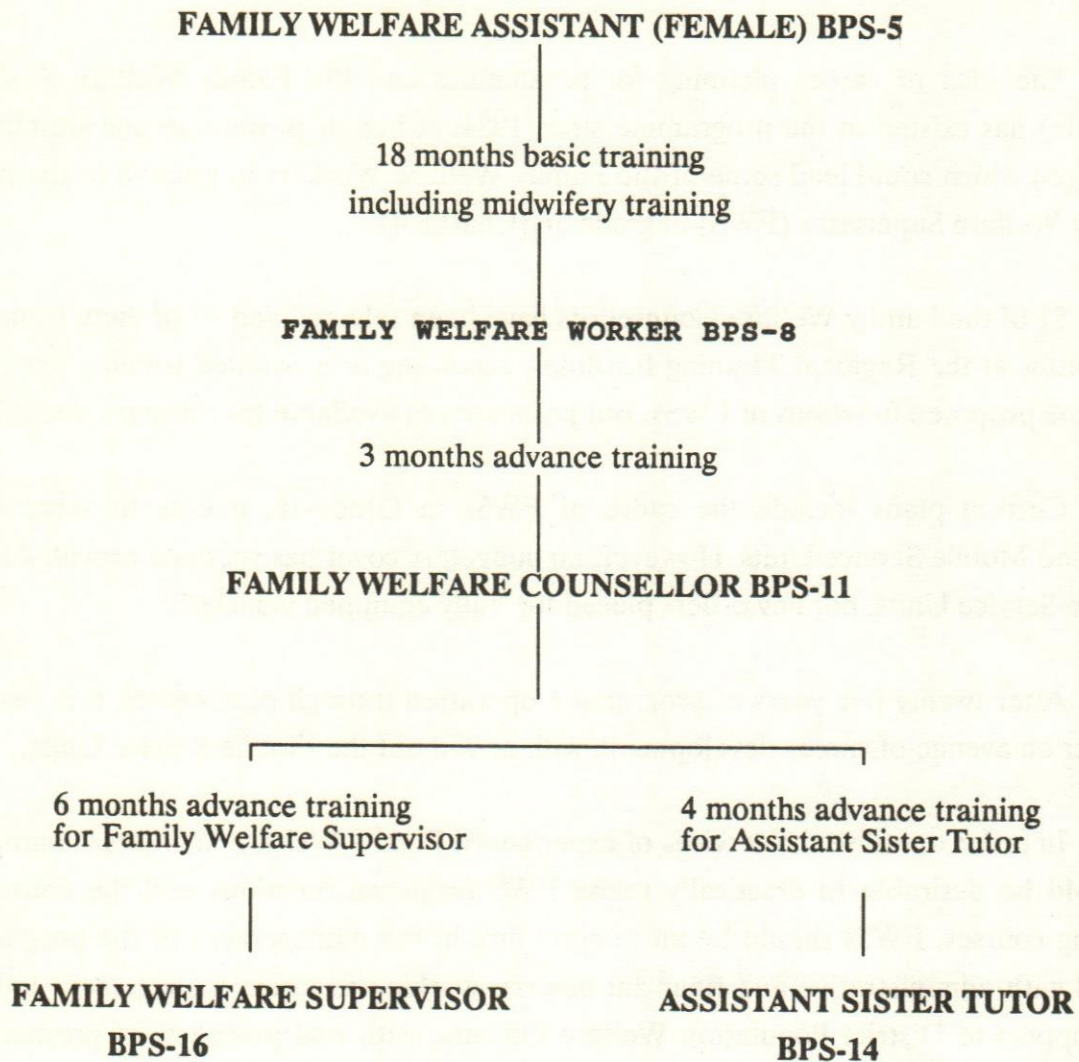 FAMILY WELFARE ASSISTANT (FEMALE) BPS-5
18 months basic training
including midwifery training
FAMILY WELFARE WORKER BPS-8
3 months advance training
FAMILY WELFARE COUNSELLOR BPS-11
6 months advance training
for Family Welfare Supervisor
4 months advance training
for Assistant Sister Tutor
FAMILY WELFARE SUPERVISOR
BPS-16
ASSISTANT SISTER TUTOR
BPS-14